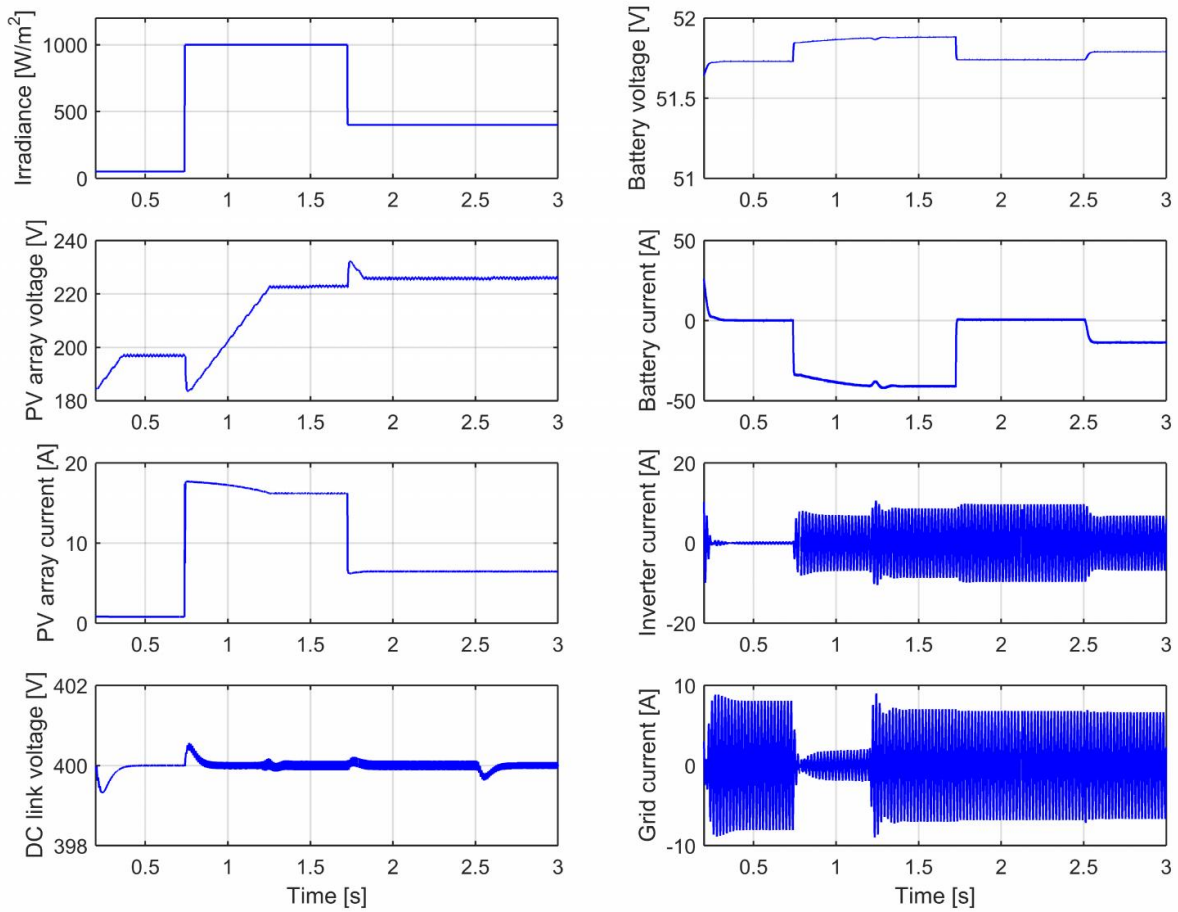 Irradiance [W/m²]
1000
500
0
0.5 1 1.5 2 2.5 3
Battery voltage [V]
52
51.5
51
0.5 1 1.5 2 2.5 3
PV array voltage [V]
240
220
200
180
0.5 1 1.5 2 2.5 3
Battery current [A]
50
0
-50
0.5 1 1.5 2 2.5 3
PV array current [A]
20
10
0
0.5 1 1.5 2 2.5 3
Inverter current [A]
20
0
-20
0.5 1 1.5 2 2.5 3
DC link voltage [V]
402
400
398
0.5 1 1.5 2 2.5 3
Time [s]
Grid current [A]
10
0
-10
0.5 1 1.5 2 2.5 3
Time [s]